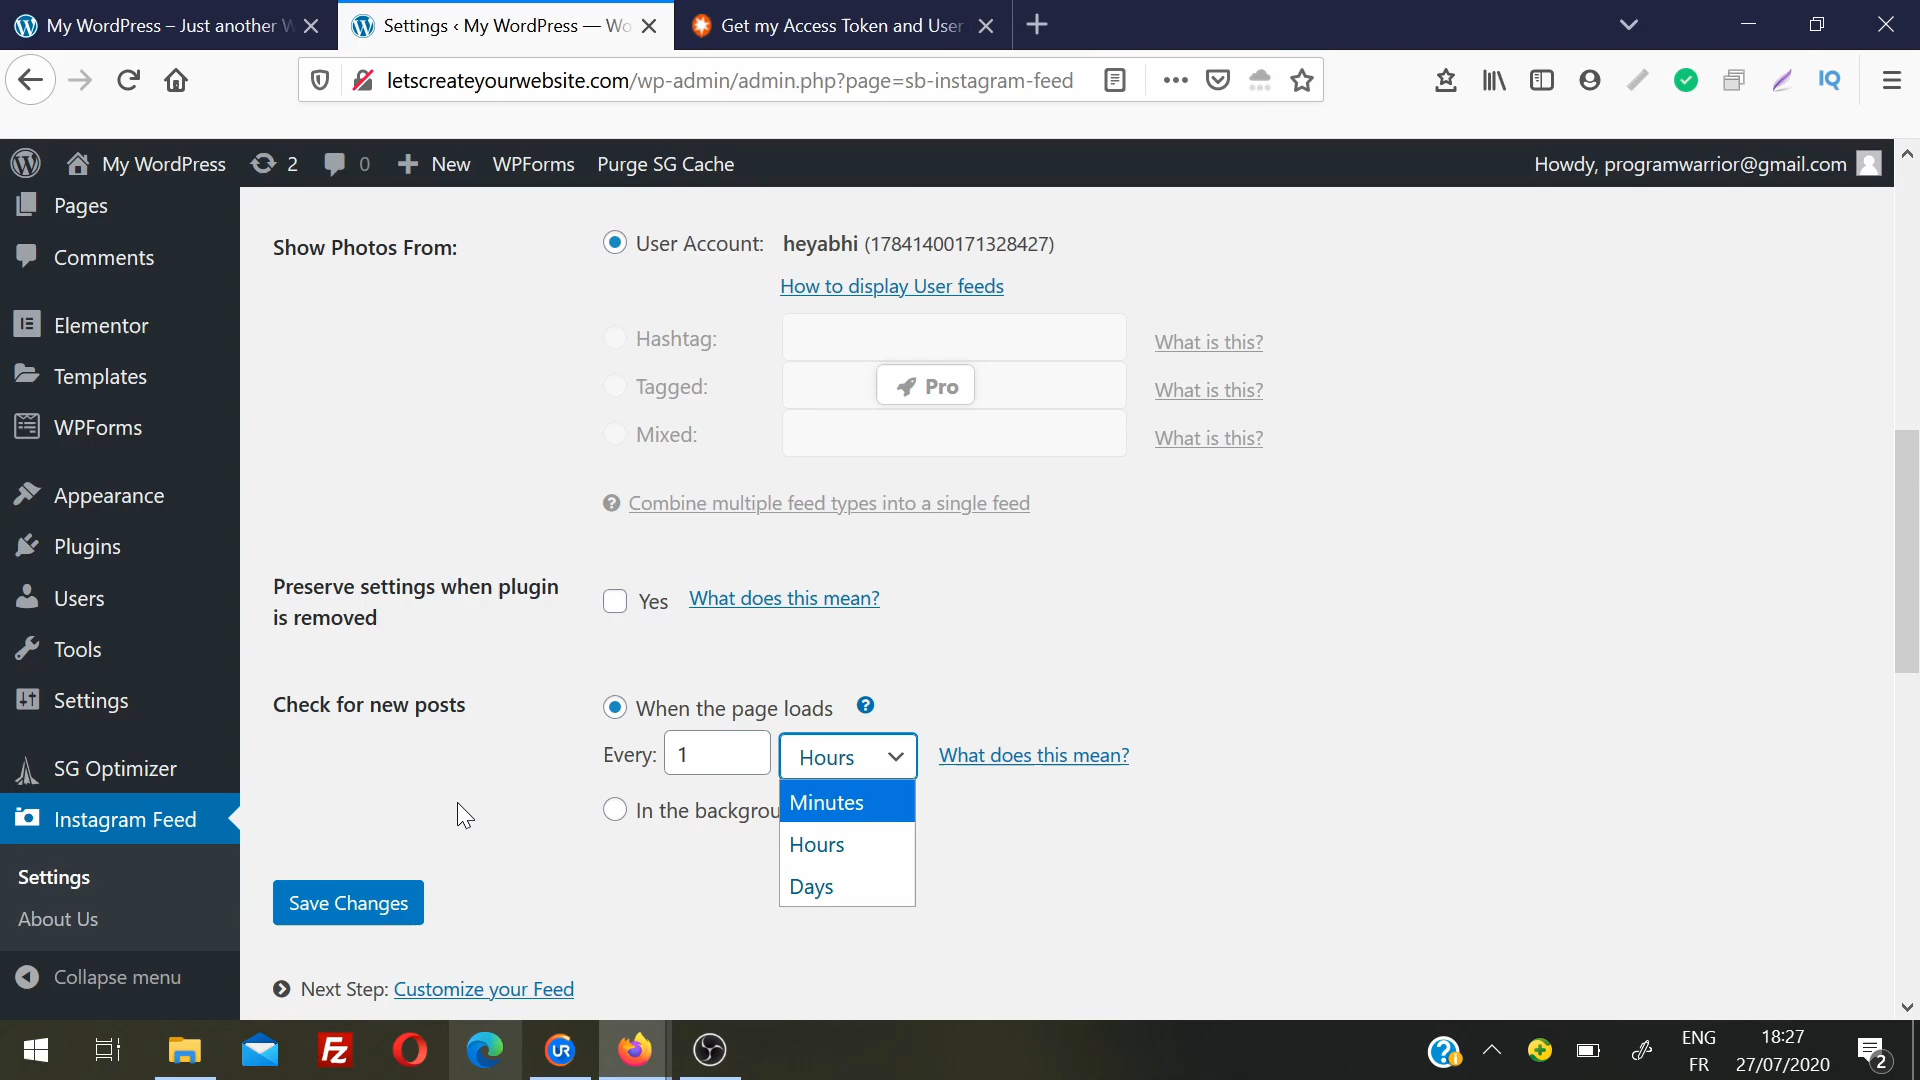 My WordPress – Just another W
Settings ‹ My WordPress — Wo
Get my Access Token and User
letscreateyourwebsite.com/wp-admin/admin.php?page=sb-instagram-feed
IQ
My WordPress
2
0
New
WPForms
Purge SG Cache
Howdy, programwarrior@gmail.com
Pages
Comments
Elementor
Templates
WPForms
Appearance
Plugins
Users
Tools
Settings
SG Optimizer
Instagram Feed
Settings
About Us
Collapse menu
Show Photos From:
User Account: heyabhi (17841400171328427)
How to display User feeds
Hashtag: What is this?
Tagged: Pro What is this?
Mixed: What is this?
Combine multiple feed types into a single feed
Preserve settings when plugin
is removed
Yes What does this mean?
Check for new posts
When the page loads
Every: 1 Hours What does this mean?
In the backgrou
Minutes
Hours
Days
Save Changes
Next Step: Customize your Feed
Fz
UR
ENG
FR
18:27
27/07/2020
2